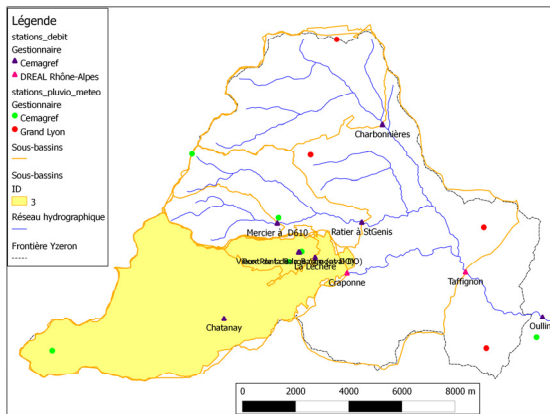 Légende
stations_debit
Gestionnaire
Cemagref
DREAL Rhône-Alpes
stations_pluvio_meteo
Gestionnaire
Cemagref
Grand Lyon
Sous-bassins
Sous-bassins
ID
3
Réseau hydrographique
Frontière Yzeron
Charbonnières
Mercier à D610
Ratier à StGenis
La Léchère
Craponne
Taffignon
Chatanay
Oullin
0 2000 4000 6000 8000 m